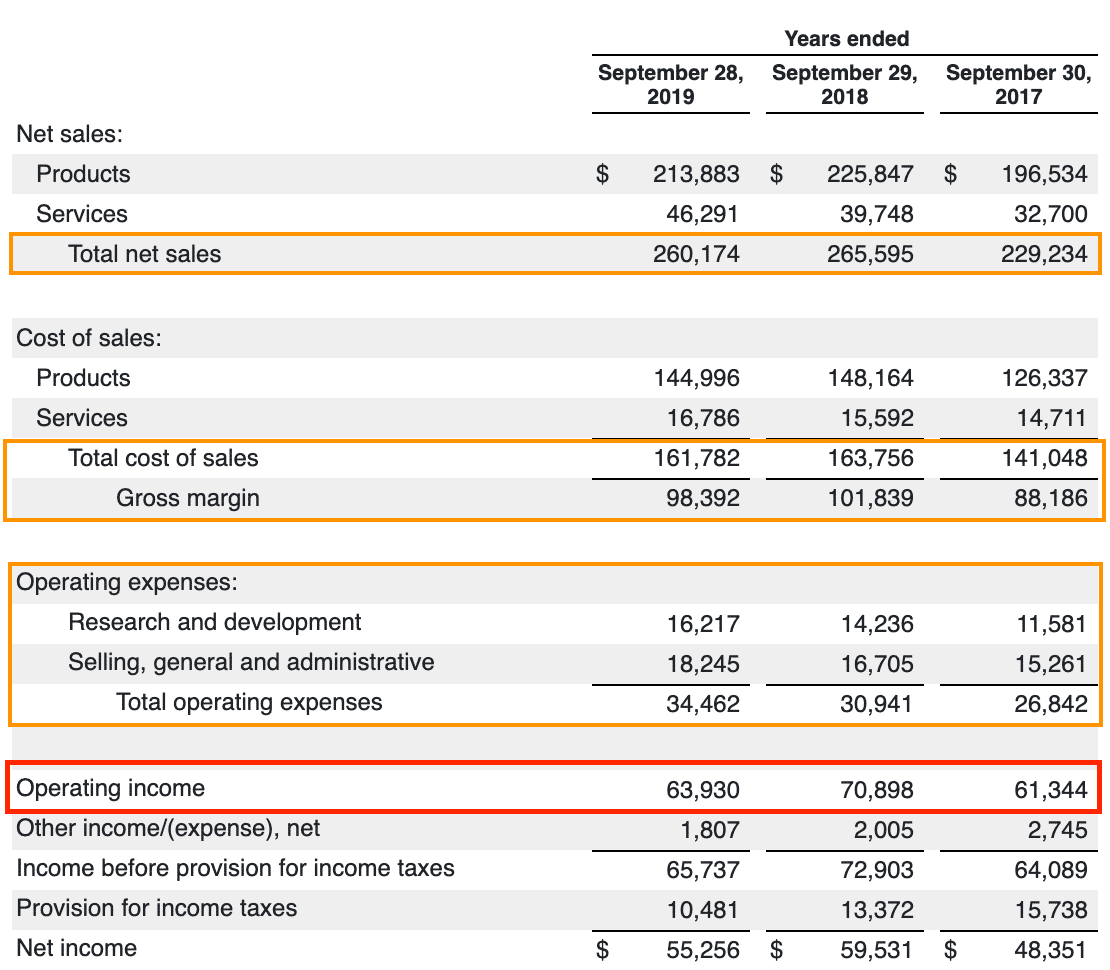 Years ended
September 28, 2019 September 29, 2018 September 30, 2017
Net sales:
Products $ 213,883 $ 225,847 $ 196,534
Services 46,291 39,748 32,700
Total net sales 260,174 265,595 229,234
Cost of sales:
Products 144,996 148,164 126,337
Services 16,786 15,592 14,711
Total cost of sales 161,782 163,756 141,048
Gross margin 98,392 101,839 88,186
Operating expenses:
Research and development 16,217 14,236 11,581
Selling, general and administrative 18,245 16,705 15,261
Total operating expenses 34,462 30,941 26,842
Operating income 63,930 70,898 61,344
Other income/(expense), net 1,807 2,005 2,745
Income before provision for income taxes 65,737 72,903 64,089
Provision for income taxes 10,481 13,372 15,738
Net income $ 55,256 $ 59,531 $ 48,351